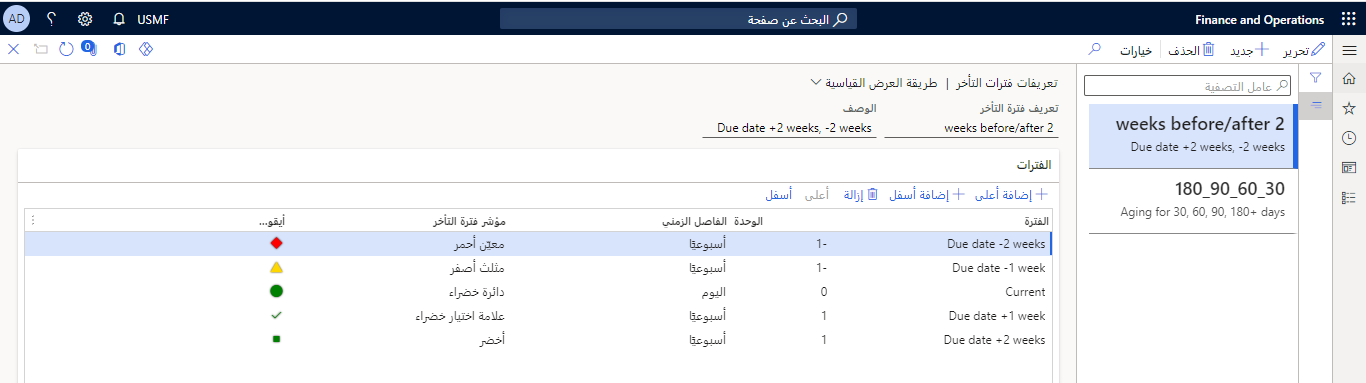 Finance and Operations
البحث عن صفحة
USMF
AD
تحرير
جديد
الحذف
خيارات
0
عامل التصفية
weeks before/after 2
Due date +2 weeks, -2 weeks
180_90_60_30
Aging for 30, 60, 90, 180+ days
تعريفات فترات التأخر | طريقة العرض القياسية
تعريف فترة التأخر الوصف
weeks before/after 2 Due date +2 weeks, -2 weeks
الفترات
إضافة أعلى إضافة أسفل إزالة أعلى أسفل
الفترة الوحدة الفاصل الزمني مؤشر فترة التأخر أيقو...
Due date -2 weeks -1 أسبوعيًا معيّن أحمر
Due date -1 week -1 أسبوعيًا مثلث أصفر
Current 0 اليوم دائرة خضراء
Due date +1 week 1 أسبوعيًا علامة اختيار خضراء
Due date +2 weeks 1 أسبوعيًا أخضر